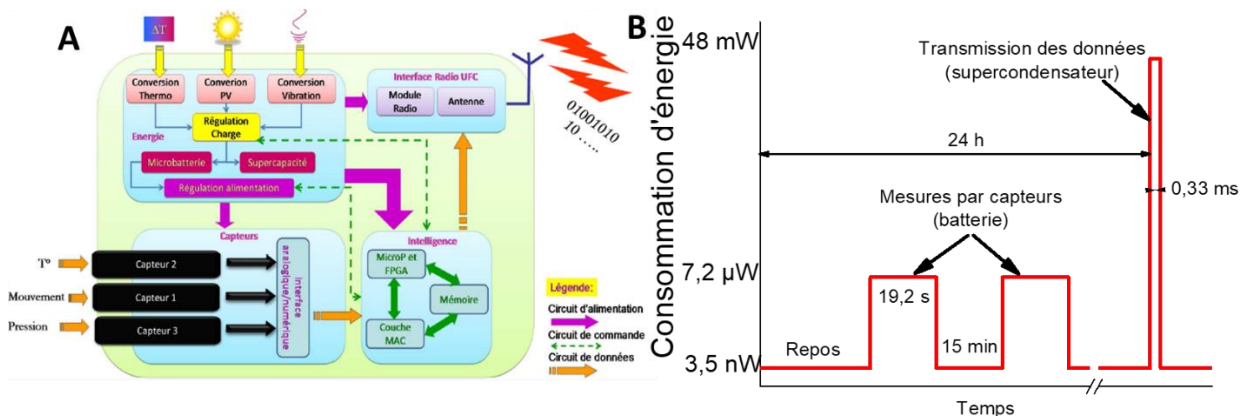 A
ΔT
Conversion
Thermo
Converion
PV
Conversion
Vibration
Régulation
Charge
Energie
Microbatterie
Supercapacité
Régulation alimentation
Interface Radio UFC
Module
Radio
Antenne
01001010
10 .....
Capteurs
T°
Capteur 2
Mouvement
Capteur 1
Pression
Capteur 3
Interface
analogique/numérique
Intelligence
MicroP et
FPGA
Mémoire
Couche
MAC
Légende:
Circuit d'alimentation
Circuit de commande
Circuit de données
B
Consommation d'énergie
48 mW
7,2 µW
3,5 nW
Transmission des données
(supercondensateur)
24 h
0,33 ms
Mesures par capteurs
(batterie)
19,2 s
15 min
Repos
Temps